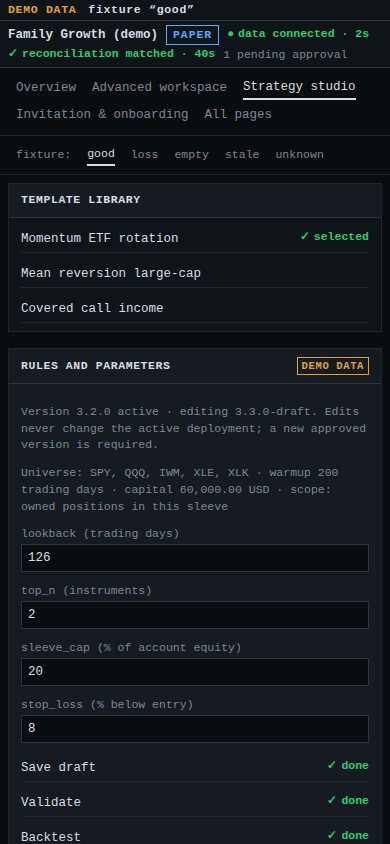 DEMO DATA fixture “good”
Family Growth (demo) PAPER ● data connected · 2s
✓ reconciliation matched · 40s 1 pending approval
Overview Advanced workspace Strategy studio
Invitation & onboarding All pages
fixture: good loss empty stale unknown
TEMPLATE LIBRARY
Momentum ETF rotation ✓ selected
Mean reversion large-cap
Covered call income
RULES AND PARAMETERS DEMO DATA
Version 3.2.0 active · editing 3.3.0-draft. Edits
never change the active deployment; a new approved
version is required.
Universe: SPY, QQQ, IWM, XLE, XLK · warmup 200
trading days · capital 60,000.00 USD · scope:
owned positions in this sleeve
lookback (trading days)
126
top_n (instruments)
2
sleeve_cap (% of account equity)
20
stop_loss (% below entry)
8
Save draft ✓ done
Validate ✓ done
Backtest ✓ done